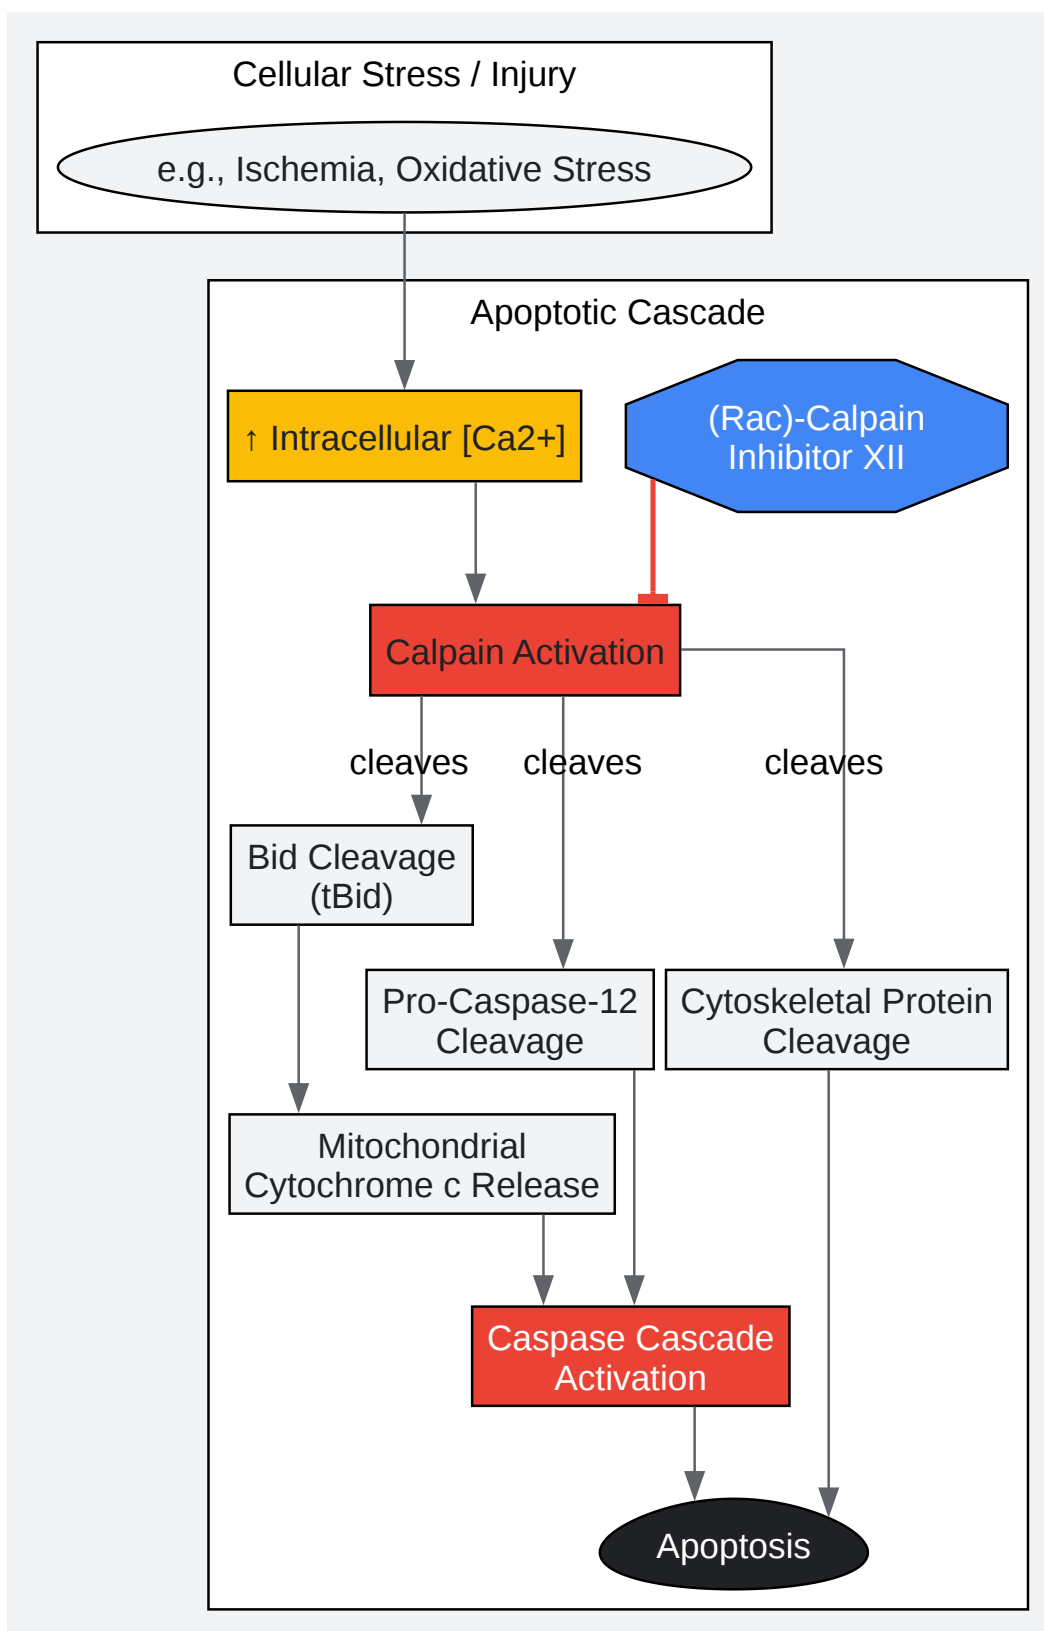 Cellular Stress / Injury
e.g., Ischemia, Oxidative Stress
Apoptotic Cascade
↑ Intracellular [Ca2+]
(Rac)-Calpain
Inhibitor XII
Calpain Activation
cleaves
cleaves
cleaves
Bid Cleavage
(tBid)
Pro-Caspase-12
Cleavage
Cytoskeletal Protein
Cleavage
Mitochondrial
Cytochrome c Release
Caspase Cascade
Activation
Apoptosis